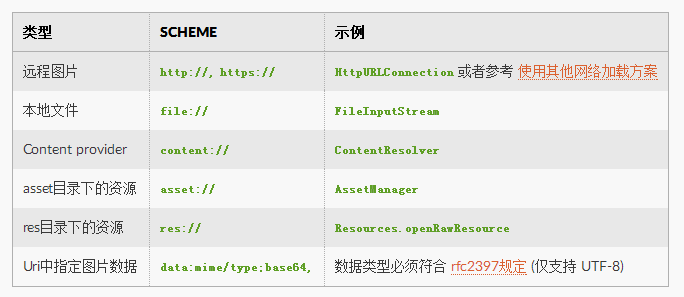 类型 SCHEME 示例
远程图片 http://, https:// HttpURLConnection 或者参考 使用其他网络加载方案
本地文件 file:// FileInputStream
Content provider content:// ContentResolver
asset目录下的资源 asset:// AssetManager
res目录下的资源 res:// Resources.openRawResource
Uri中指定图片数据 data:mime/type;base64, 数据类型必须符合 rfc2397规定 (仅支持 UTF-8)